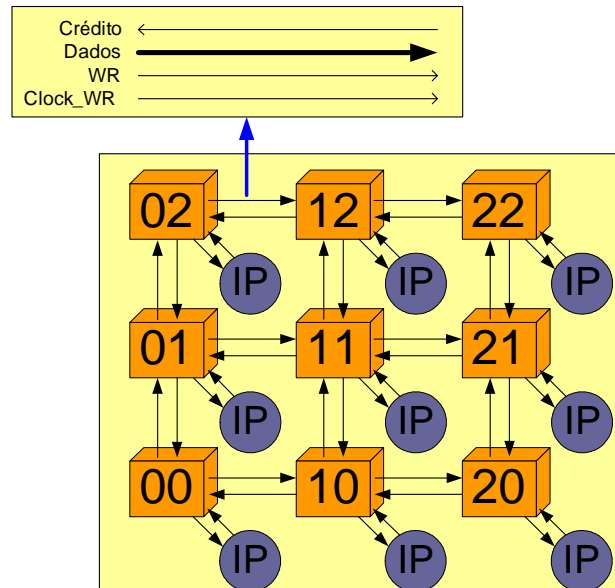 Crédito
Dados
WR
Clock_WR
02 12 22
IP IP IP
01 11 21
IP IP IP
00 10 20
IP IP IP